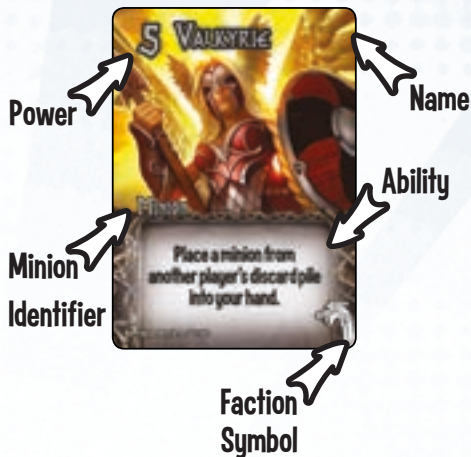 5 Valkyrie
Power
Name
Ability
Minion
Minion
Identifier
Place a minion from
another player's discard pile
into your hand.
Faction
Symbol